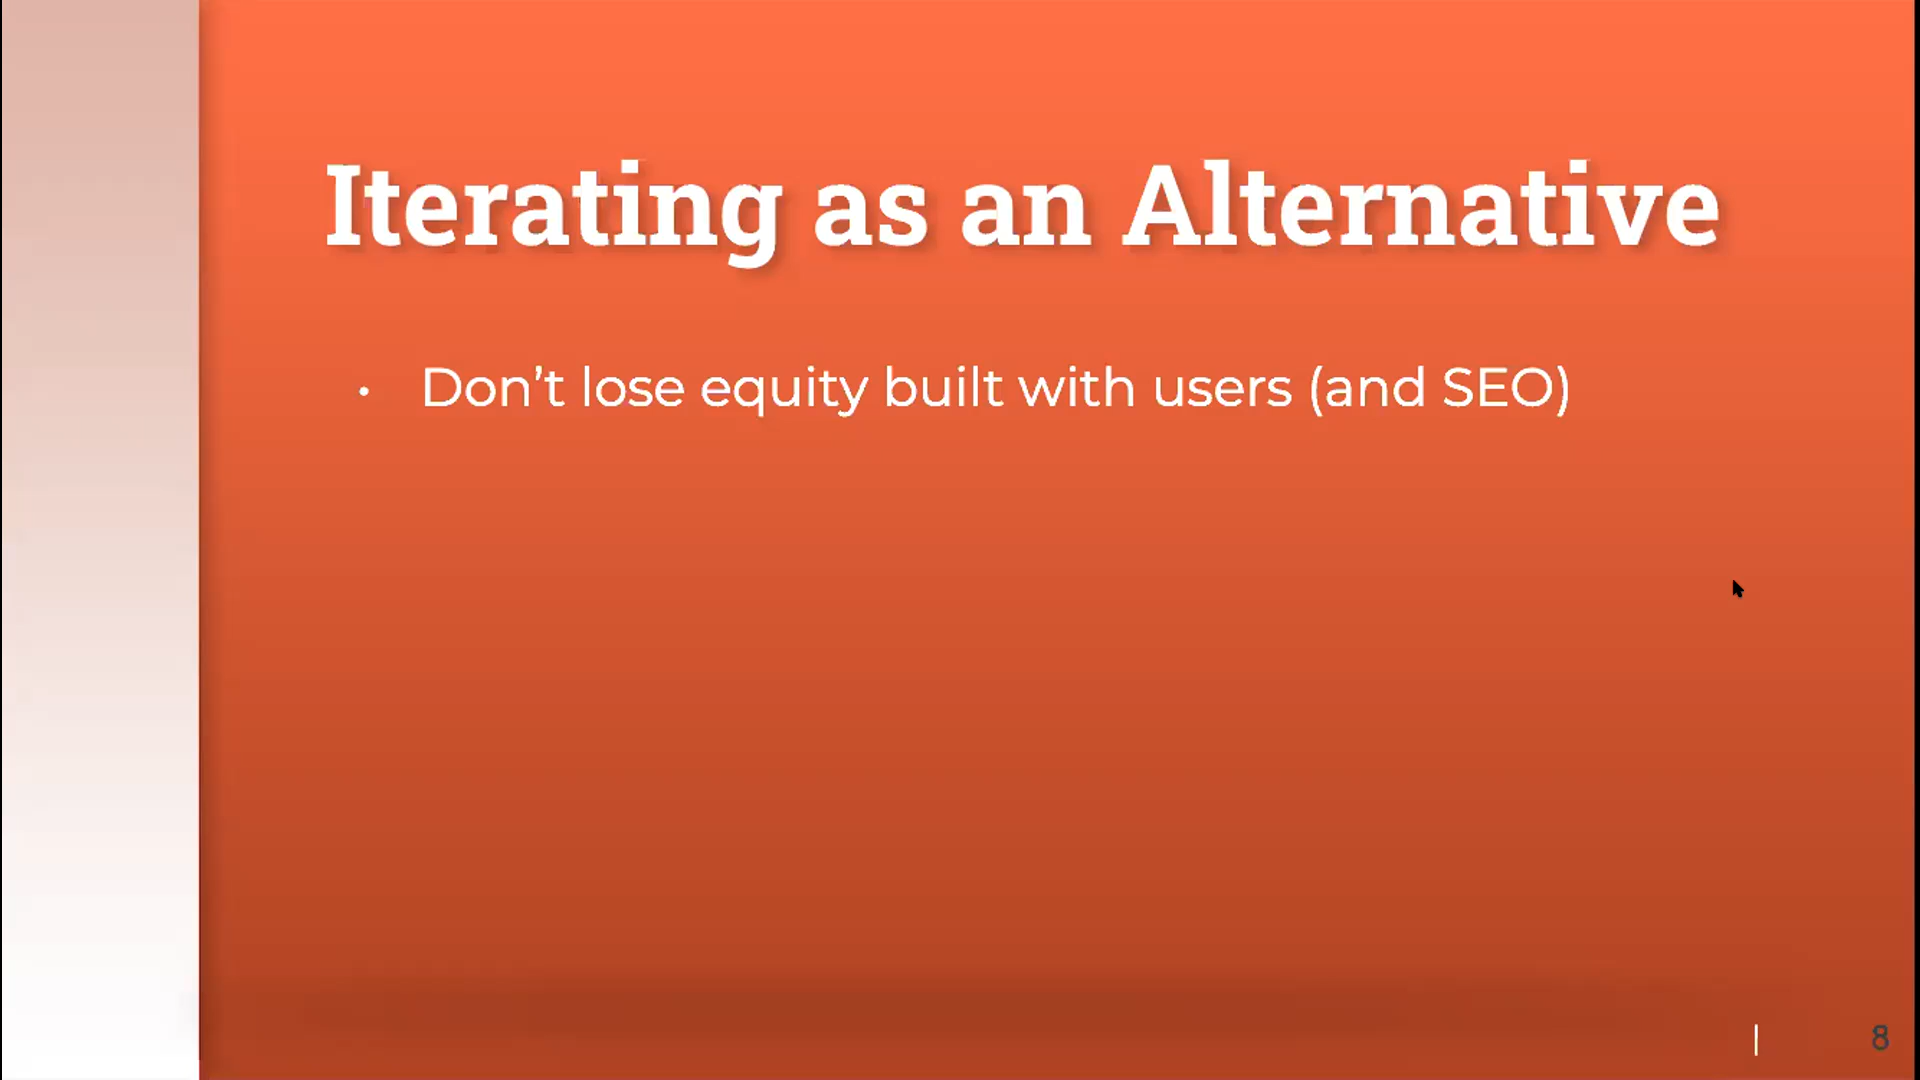 Iterating as an Alternative
• Don’t lose equity built with users (and SEO)
| 8